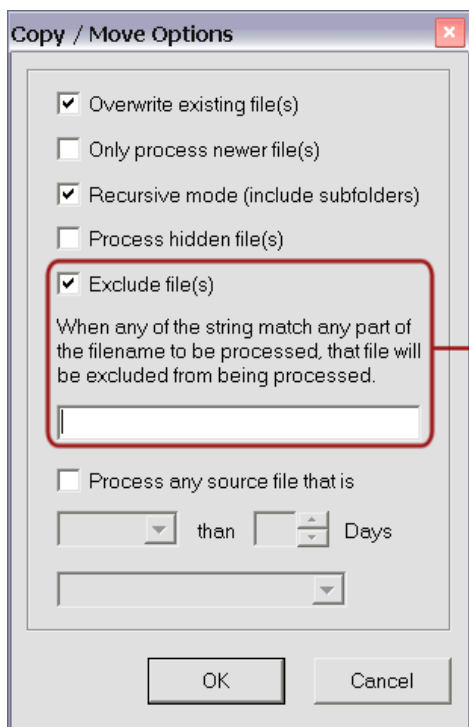 Copy / Move Options
Overwrite existing file(s)
Only process newer file(s)
Recursive mode (include subfolders)
Process hidden file(s)
Exclude file(s)
When any of the string match any part of
the filename to be processed, that file will
be excluded from being processed.
Process any source file that is
than Days
OK Cancel